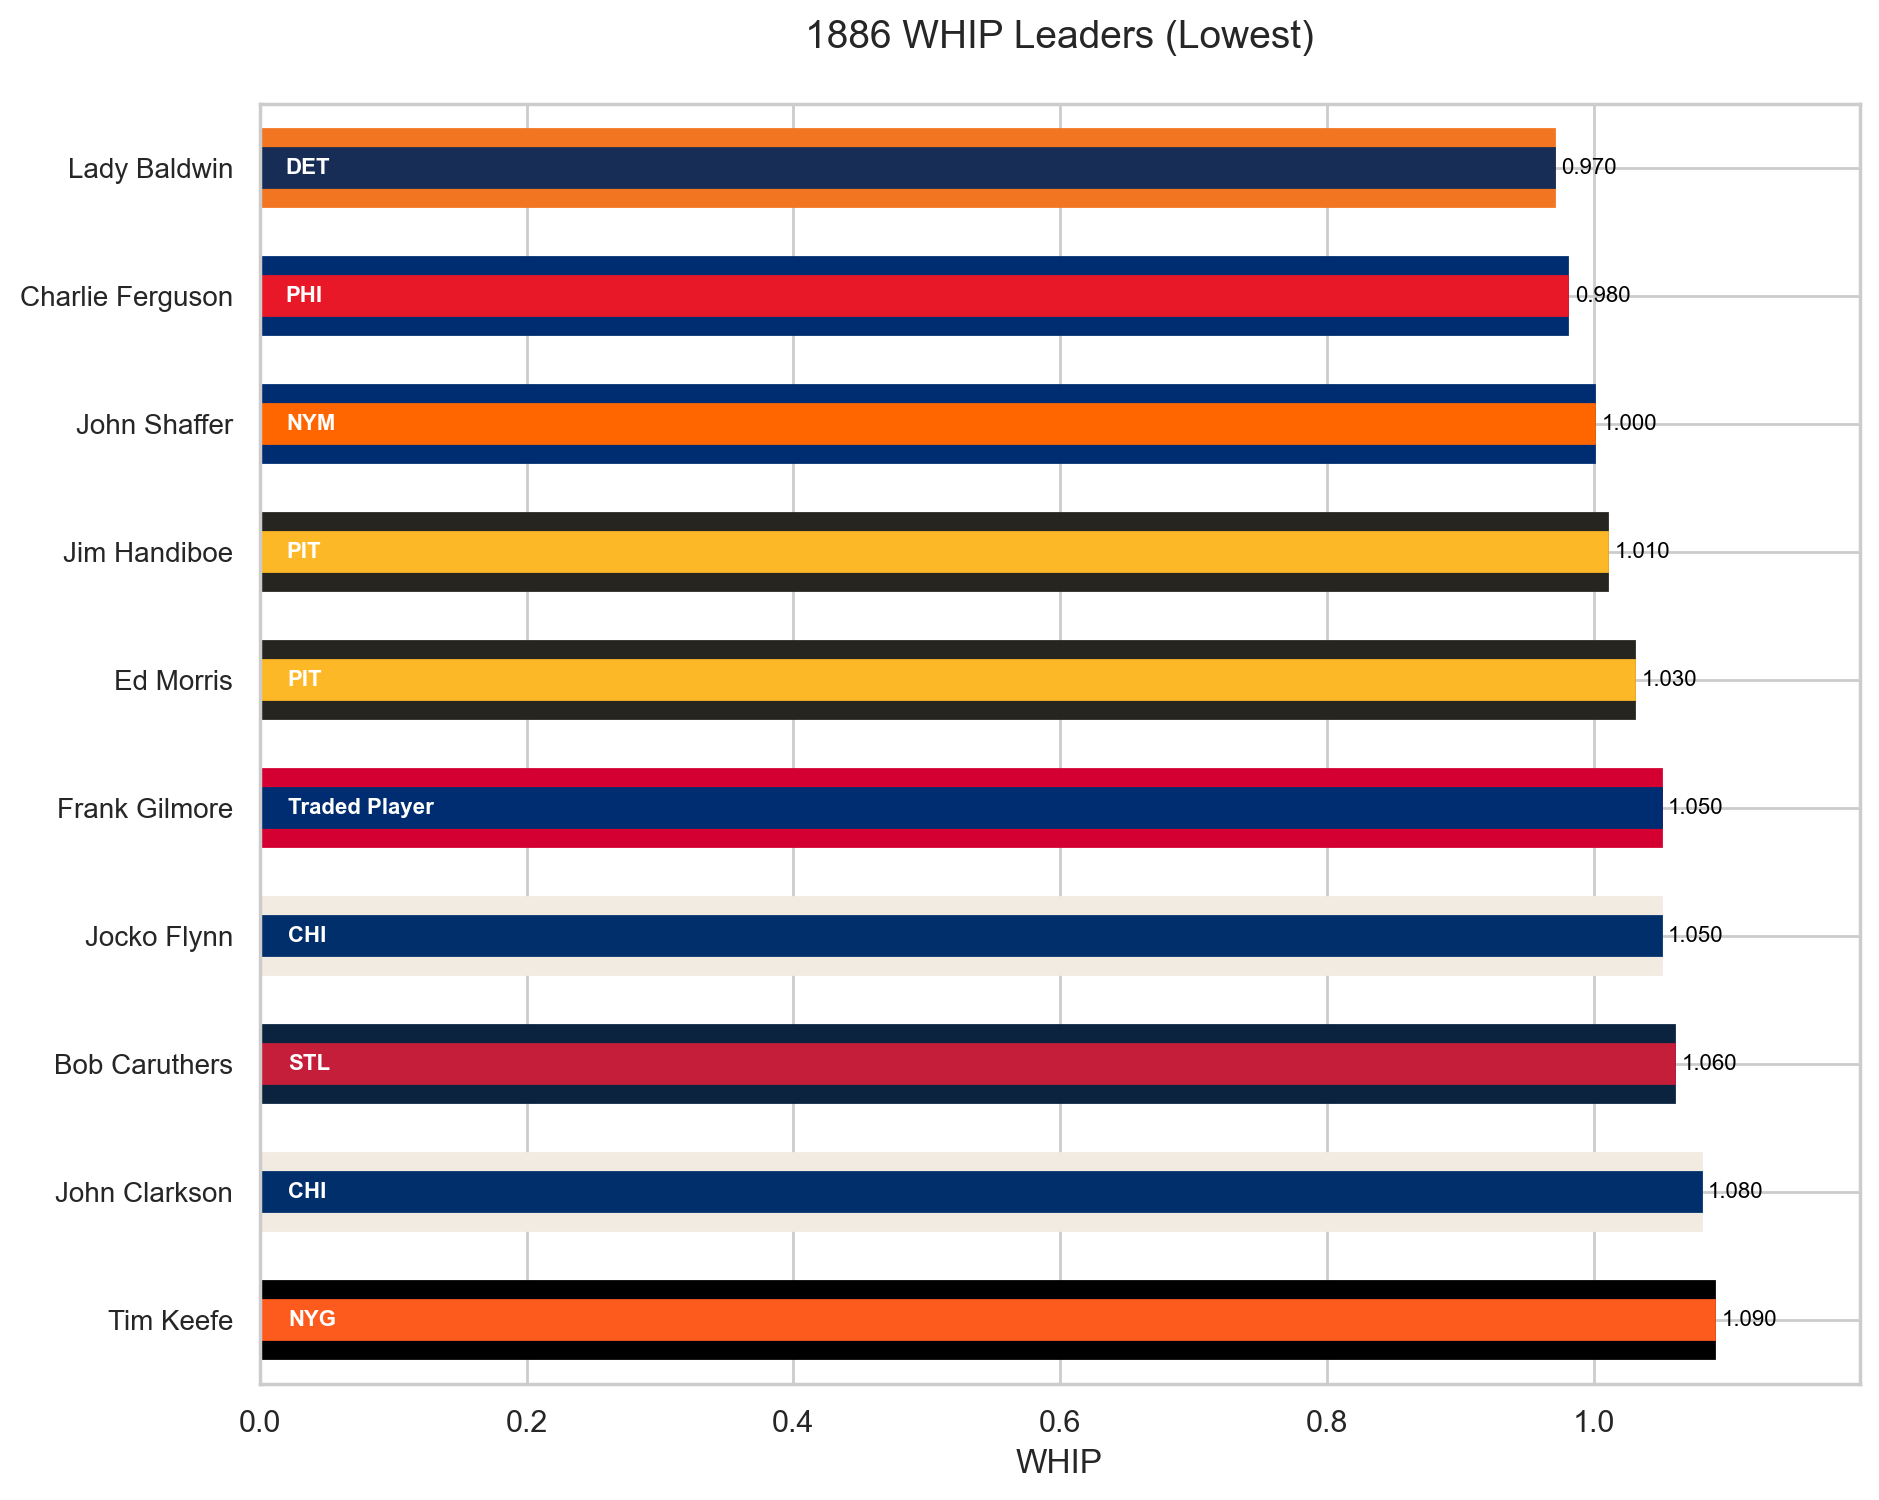 1886 WHIP Leaders (Lowest)
Lady Baldwin DET 0.970
Charlie Ferguson PHI 0.980
John Shaffer NYM 1.000
Jim Handiboe PIT 1.010
Ed Morris PIT 1.030
Frank Gilmore Traded Player 1.050
Jocko Flynn CHI 1.050
Bob Caruthers STL 1.060
John Clarkson CHI 1.080
Tim Keefe NYG 1.090
0.0 0.2 0.4 0.6 0.8 1.0
WHIP